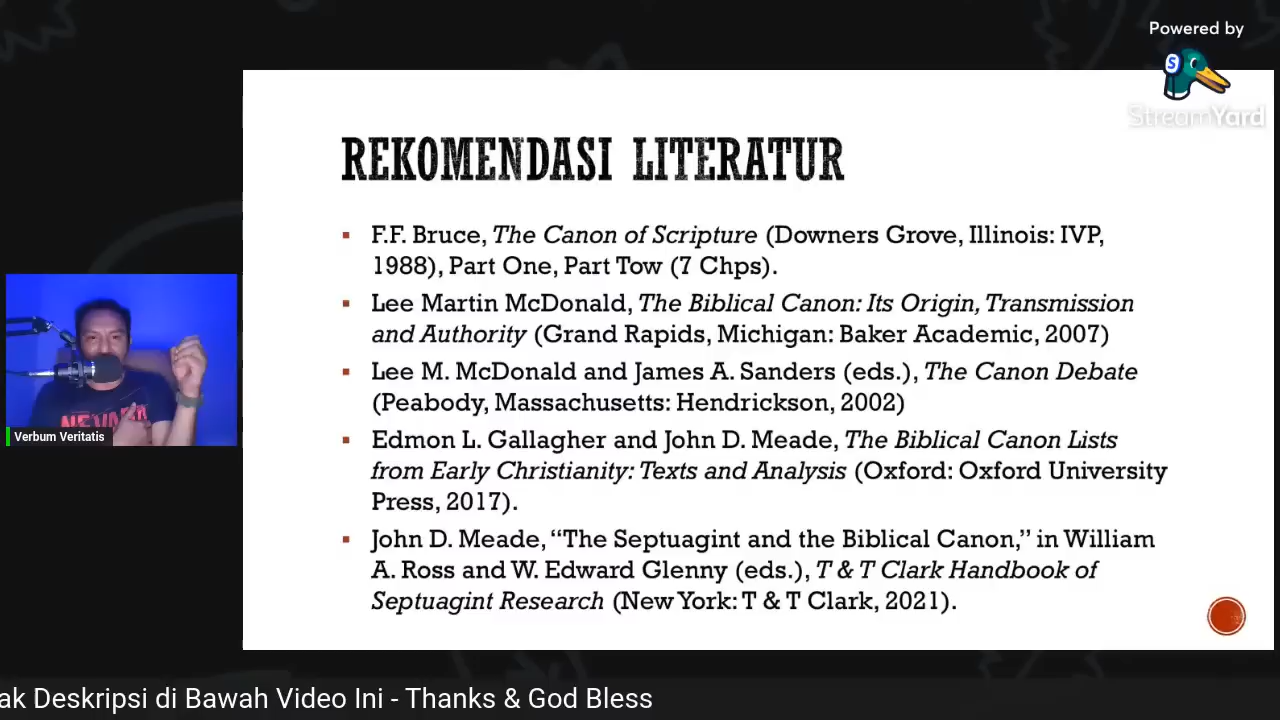 Powered by
S
StreamYard
REKOMENDASI LITERATUR
▪ F.F. Bruce, The Canon of Scripture (Downers Grove, Illinois: IVP,
1988), Part One, Part Tow (7 Chps).
▪ Lee Martin McDonald, The Biblical Canon: Its Origin, Transmission
and Authority (Grand Rapids, Michigan: Baker Academic, 2007)
▪ Lee M. McDonald and James A. Sanders (eds.), The Canon Debate
(Peabody, Massachusetts: Hendrickson, 2002)
▪ Edmon L. Gallagher and John D. Meade, The Biblical Canon Lists
from Early Christianity: Texts and Analysis (Oxford: Oxford University
Press, 2017).
▪ John D. Meade, “The Septuagint and the Biblical Canon,” in William
A. Ross and W. Edward Glenny (eds.), T & T Clark Handbook of
Septuagint Research (New York: T & T Clark, 2021).
Verbum Veritatis
ak Deskripsi di Bawah Video Ini - Thanks & God Bless